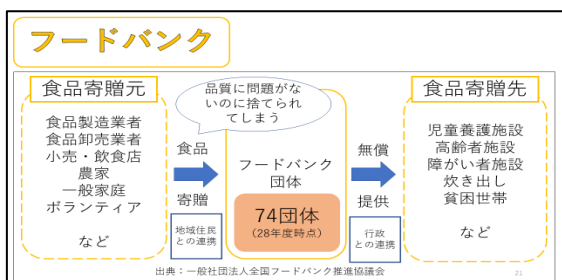 フードバンク
食品寄贈元
食品製造業者
食品卸売業者
小売・飲食店
農家
一般家庭
ボランティア
など
食品
寄贈
地域住民
との連携
品質に問題がな
いのに捨てられ
てしまう
フードバンク
団体
74団体
(28年度時点)
無償
提供
行政
との連携
食品寄贈先
児童養護施設
高齢者施設
障がい者施設
炊き出し
貧困世帯
など
出典：一般社団法人全国フードバンク推進協議会
21